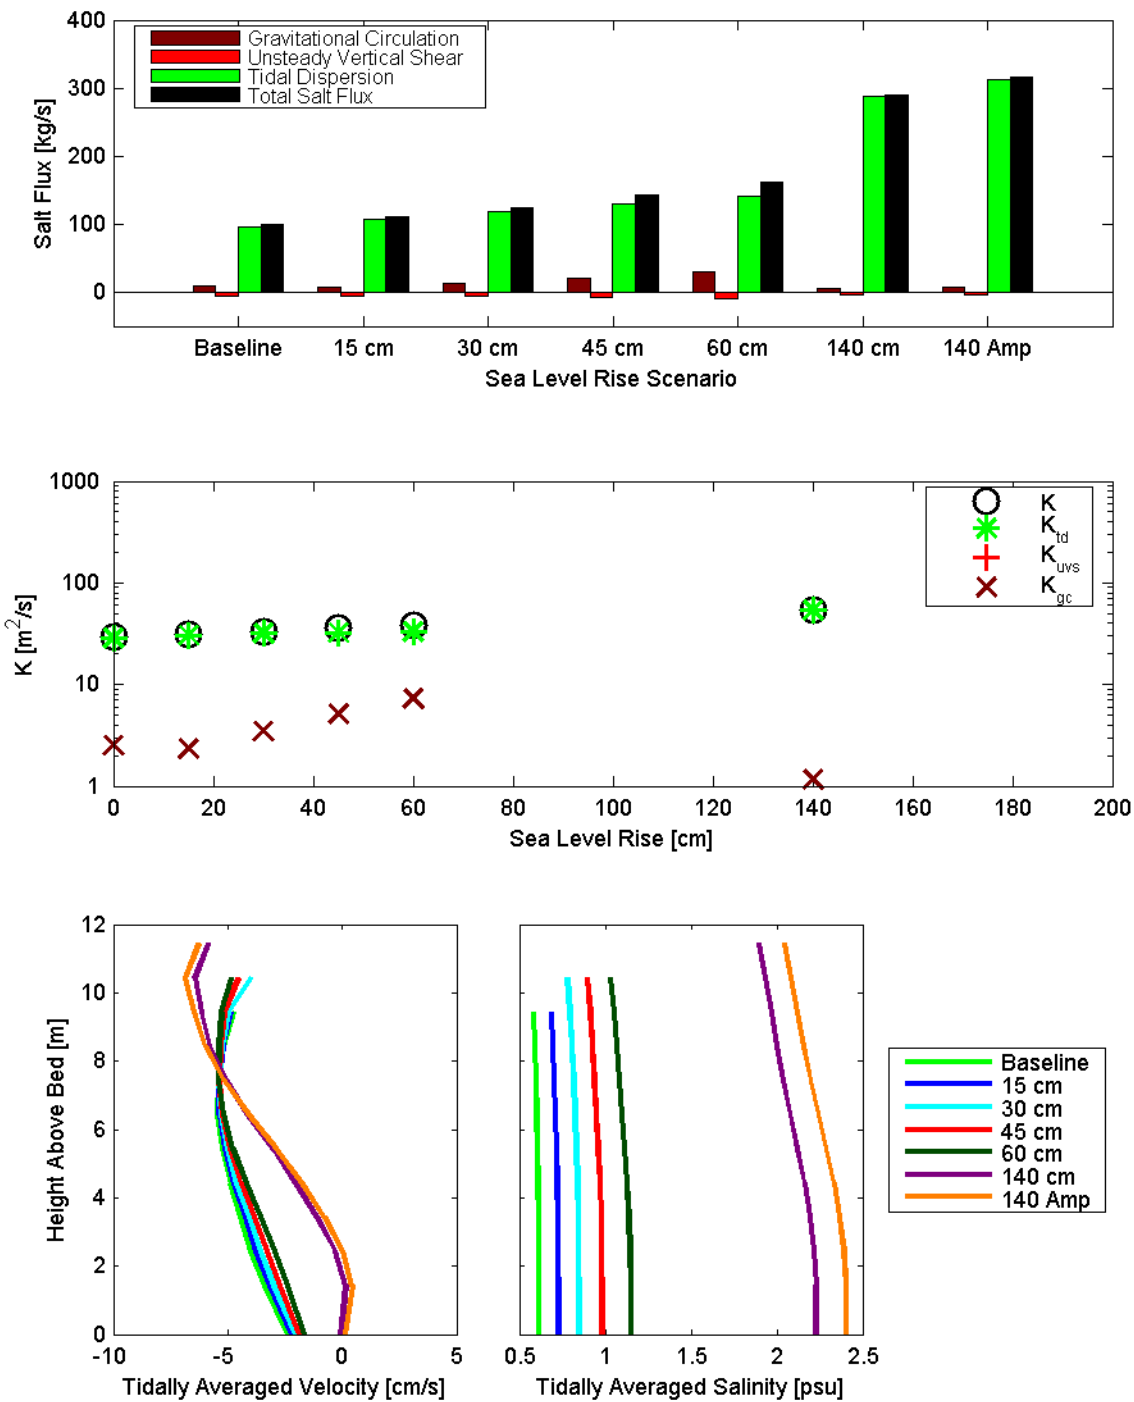 400
300
200
100
0
Salt Flux [kg/s]
Gravitational Circulation
Unsteady Vertical Shear
Tidal Dispersion
Total Salt Flux
Baseline 15 cm 30 cm 45 cm 60 cm 140 cm 140 Amp
Sea Level Rise Scenario
1000
100
10
1
K [m²/s]
K
K_td
K_uvs
K_gc
0 20 40 60 80 100 120 140 160 180 200
Sea Level Rise [cm]
12
10
8
6
4
2
0
Height Above Bed [m]
-10 -5 0 5
Tidally Averaged Velocity [cm/s]
0.5 1 1.5 2 2.5
Tidally Averaged Salinity [psu]
Baseline
15 cm
30 cm
45 cm
60 cm
140 cm
140 Amp